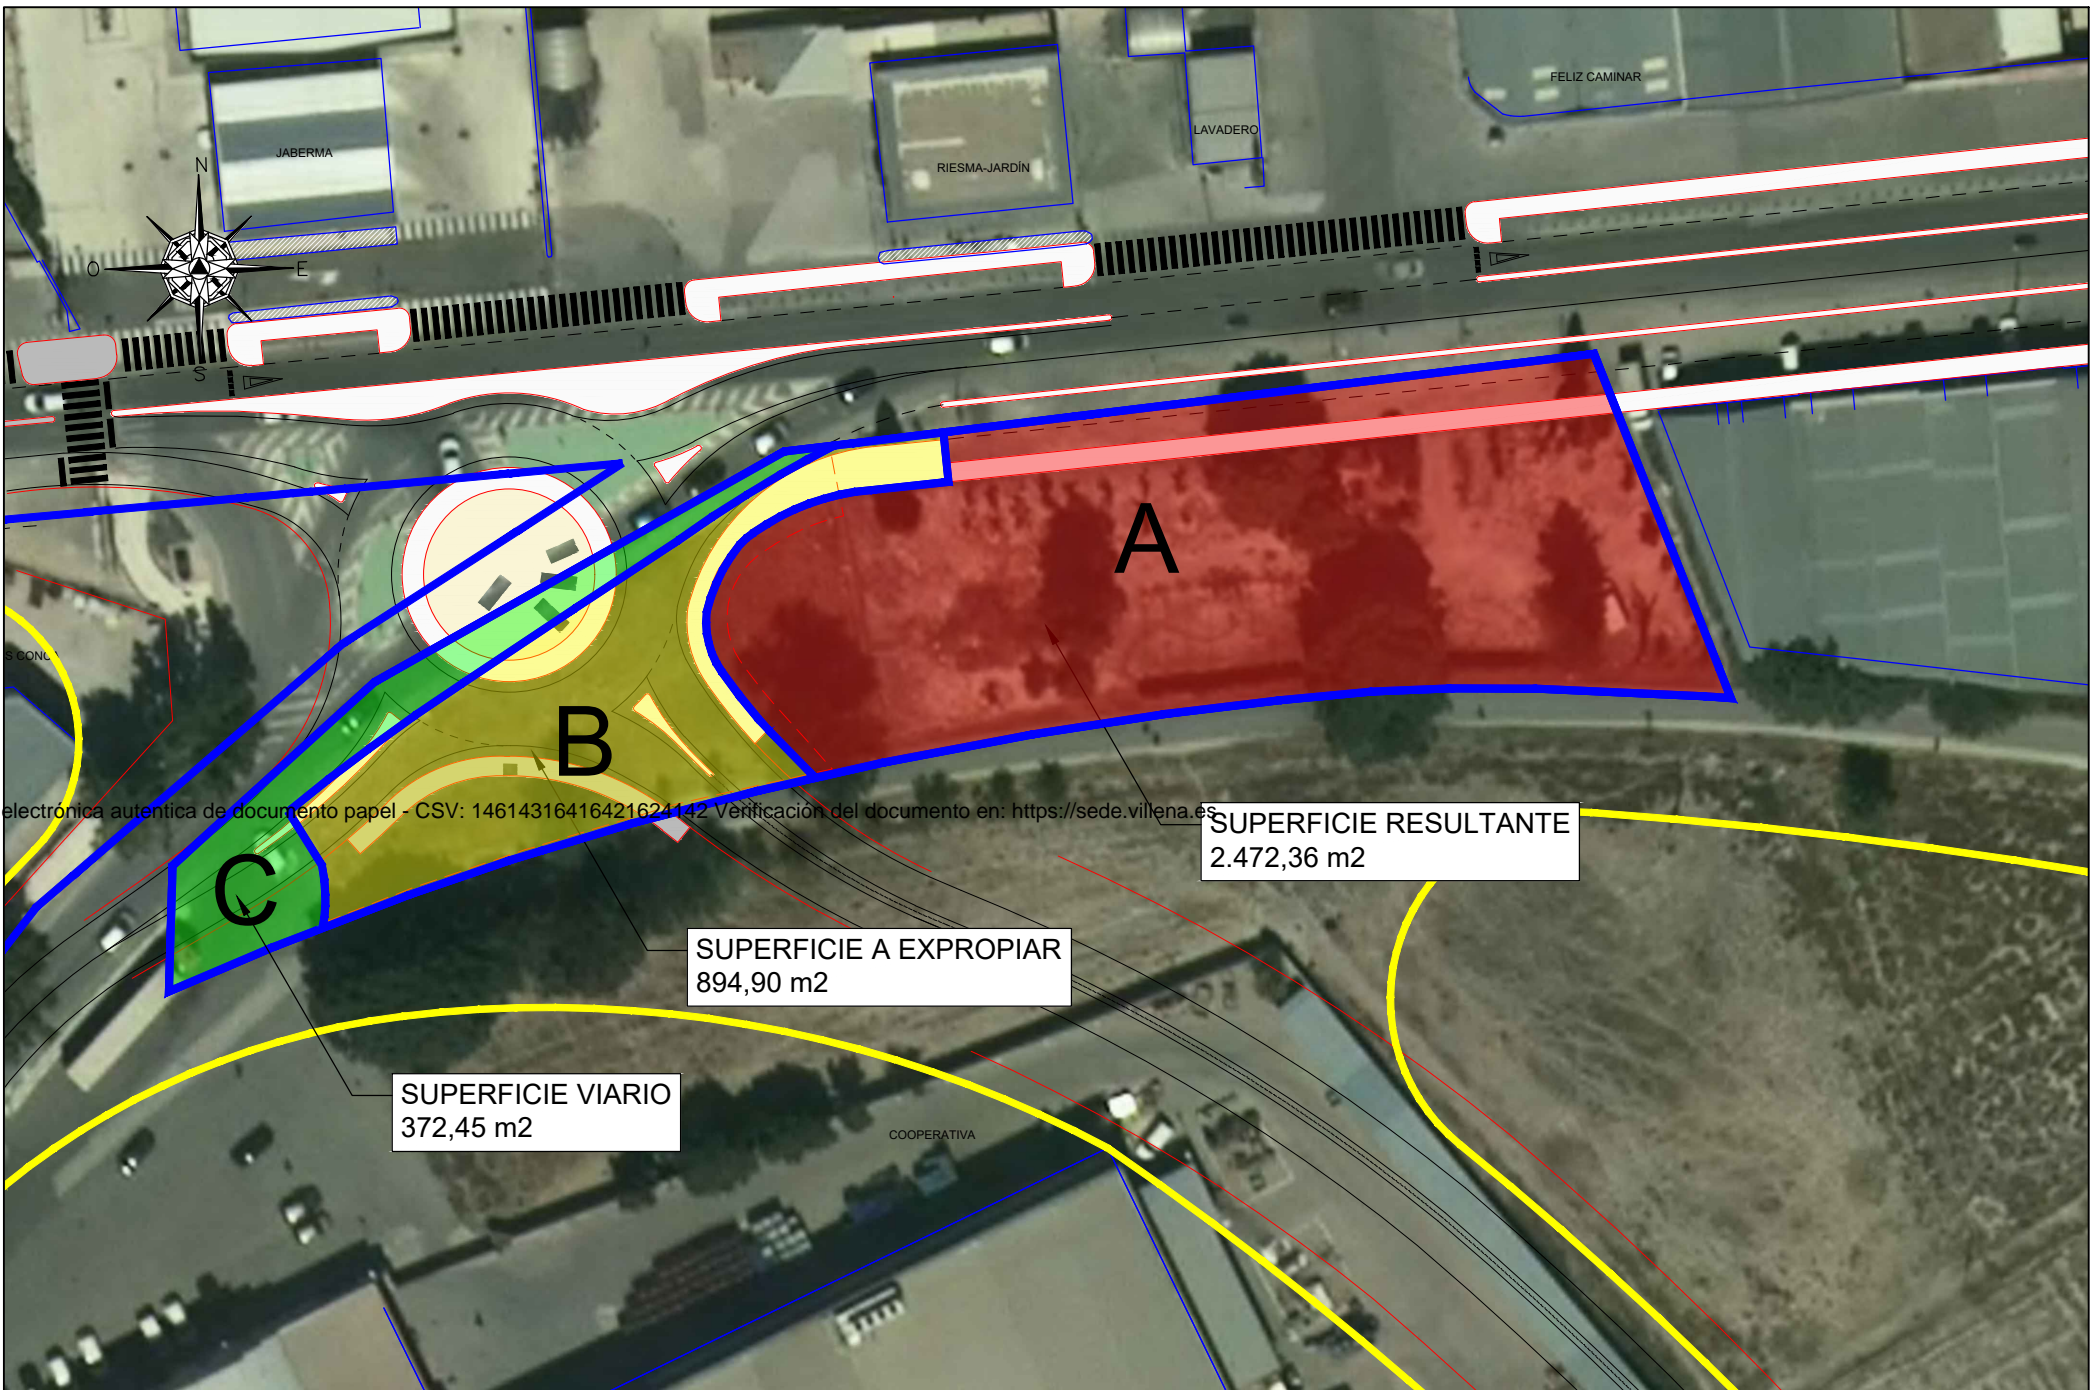 FELIZ CAMINAR
LAVADERO
JABERMA
RIESMA-JARDÍN
N
O
E
S
A
B
C
electrónica autentica de documento papel - CSV: 14614316416421624142 Verificación del documento en: https://sede.villena.es
SUPERFICIE RESULTANTE
2.472,36 m2
SUPERFICIE A EXPROPIAR
894,90 m2
SUPERFICIE VIARIO
372,45 m2
COOPERATIVA